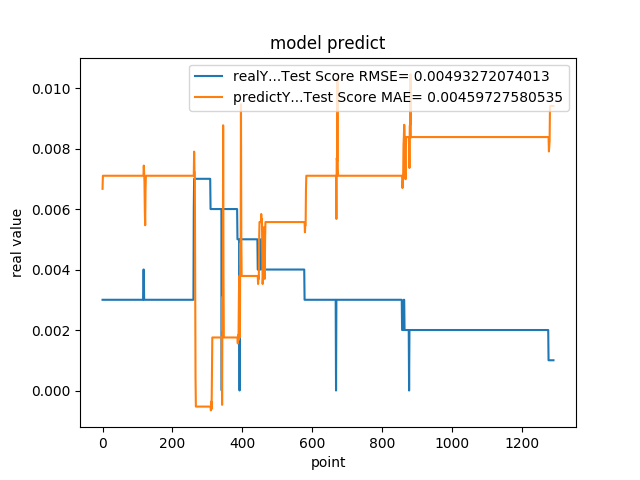 model predict
realY...Test Score RMSE= 0.00493272074013
predictY...Test Score MAE= 0.00459727580535
0.010
0.008
0.006
0.004
0.002
0.000
real value
0 200 400 600 800 1000 1200
point